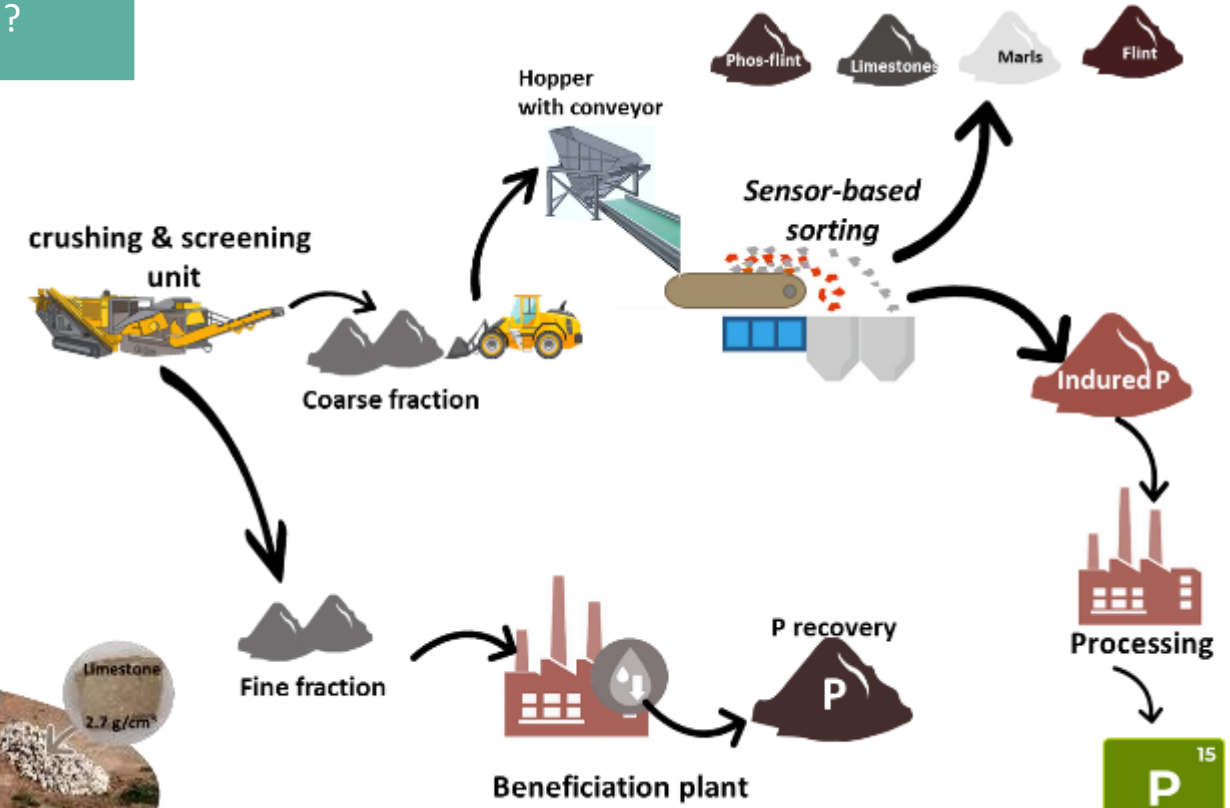 ?
Phos-flint
Limestones
Marls
Flint
Hopper
with conveyor
Sensor-based
sorting
crushing & screening
unit
Coarse fraction
Indured P
Processing
Fine fraction
P recovery
P
Beneficiation plant
Limestone
2.7 g/cm³
15
P